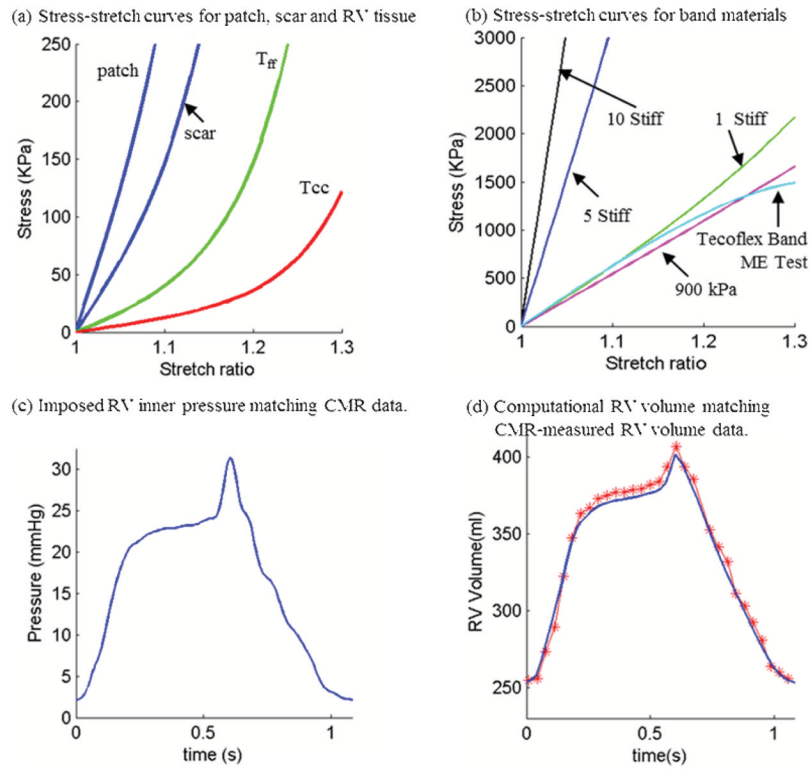 (a) Stress-stretch curves for patch, scar and RV tissue
250
200
150
100
50
0
Stress (KPa)
patch
scar
Tff
Tcc
1
1.1
1.2
1.3
Stretch ratio
(b) Stress-stretch curves for band materials
3000
2500
2000
1500
1000
500
0
Stress (KPa)
10 Stiff
1 Stiff
5 Stiff
Tecoflex Band
ME Test
900 kPa
1
1.1
1.2
1.3
Stretch ratio
(c) Imposed RV inner pressure matching CMR data.
30
25
20
15
10
5
0
Pressure (mmHg)
0
0.5
1
time (s)
(d) Computational RV volume matching
CMR-measured RV volume data.
400
350
300
250
RV Volume(ml)
0
0.5
1
time(s)